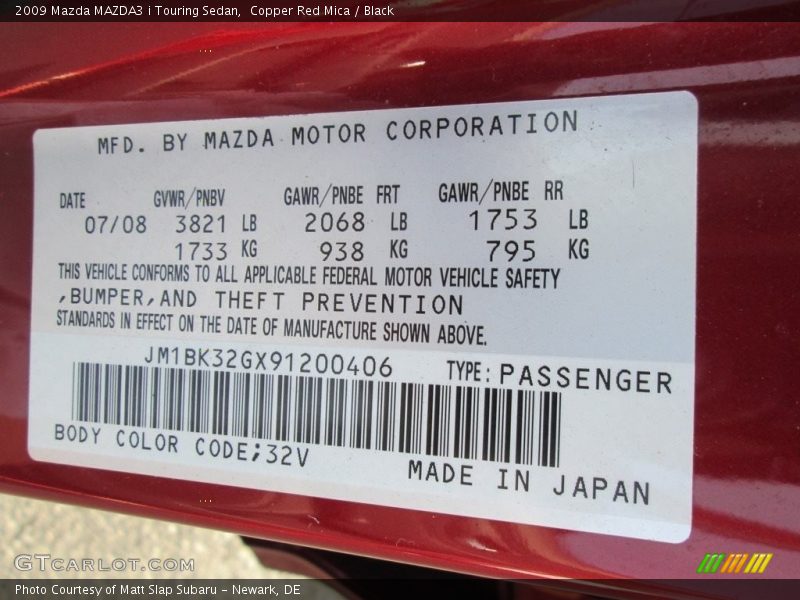 2009 Mazda MAZDA3 i Touring Sedan,  Copper Red Mica / Black
MFD. BY MAZDA MOTOR CORPORATION
DATE GVWR/PNBV GAWR/PNBE FRT GAWR/PNBE RR
07/08 3821 LB 2068 LB 1753 LB
1733 KG 938 KG 795 KG
THIS VEHICLE CONFORMS TO ALL APPLICABLE FEDERAL MOTOR VEHICLE SAFETY
,BUMPER,AND THEFT PREVENTION
STANDARDS IN EFFECT ON THE DATE OF MANUFACTURE SHOWN ABOVE.
JM1BK32GX91200406 TYPE: PASSENGER
BODY COLOR CODE;32V
MADE IN JAPAN
GTCARLOT.COM
Photo Courtesy of Matt Slap Subaru - Newark, DE